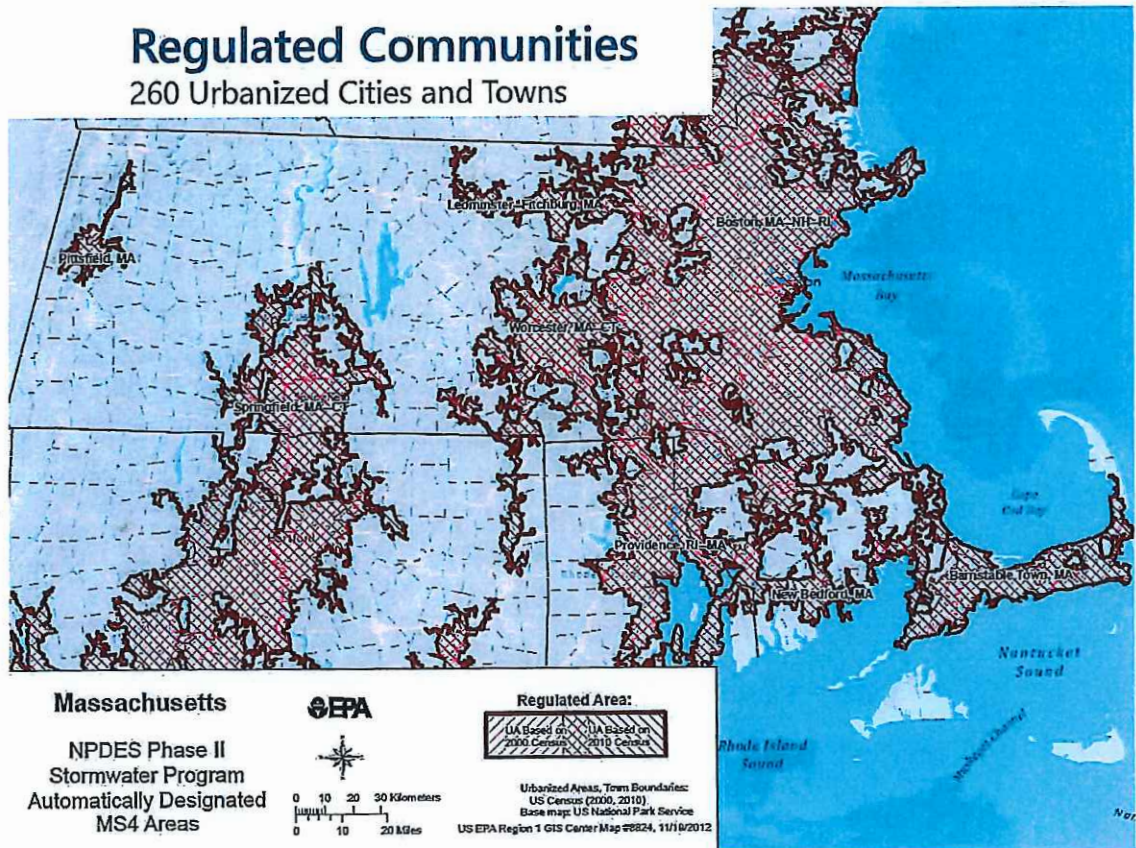 Regulated Communities
260 Urbanized Cities and Towns
Leominster-Fitchburg, MA
Boston, MA-NH-RI
Pittsfield, MA
Massachusetts
Bay
Worcester, MA-CT
Springfield, MA-CT
Cape
Cod Bay
Providence, RI-MA
Barnstable Town, MA
New Bedford, MA
Nantucket
Sound
Rhode Island
Sound
Muskeget Channel
Massachusetts
NPDES Phase II
Stormwater Program
Automatically Designated
MS4 Areas
EPA
0 10 20 30 Kilometers
10 20 Miles
Regulated Area:
UA Based on
2000 Census
UA Based on
2010 Census
Urbanized Areas, Town Boundaries:
US Census (2000, 2010)
Base map: US National Park Service
US EPA Region 1 GIS Center Map #8824, 11/19/2012